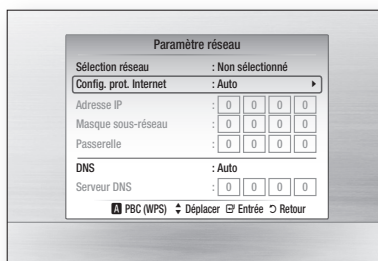 Paramètre réseau
Sélection réseau : Non sélectionné
Config. prot. Internet : Auto
Adresse IP : 0 0 0 0
Masque sous-réseau : 0 0 0 0
Passerelle : 0 0 0 0
DNS : Auto
Serveur DNS : 0 0 0 0
A PBC (WPS) Déplacer Entrée Retour